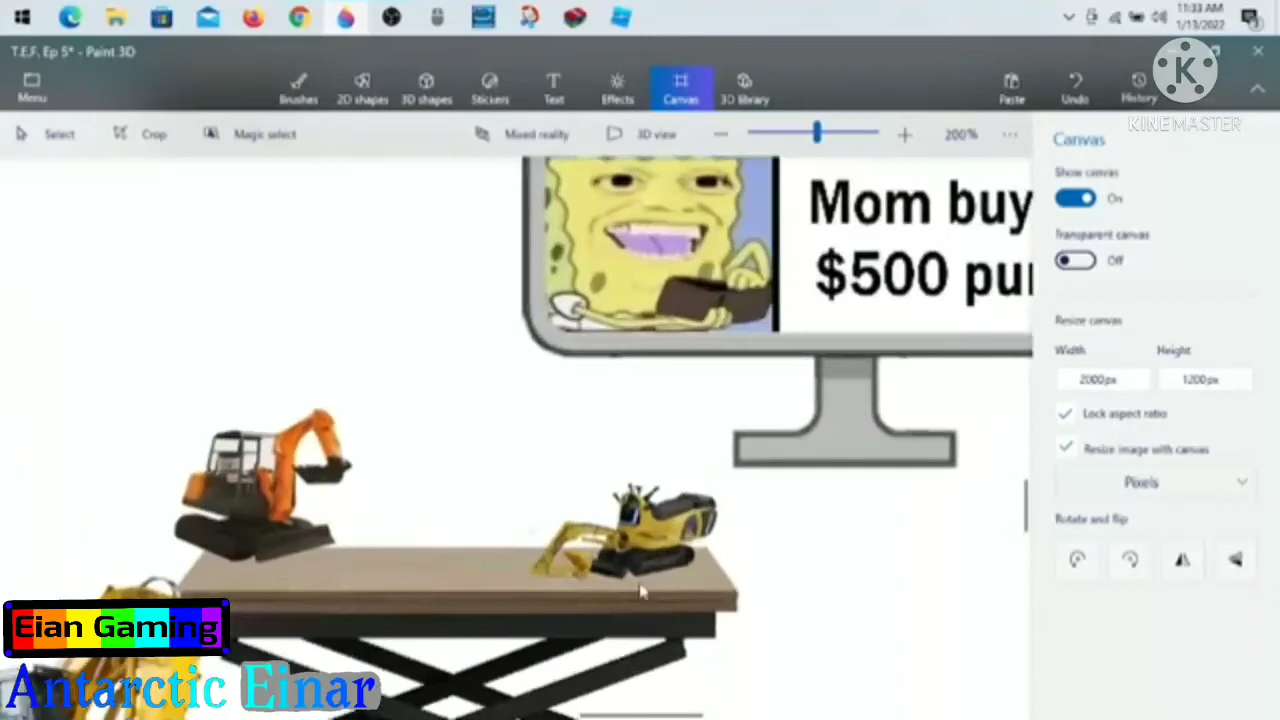 11:33 AM
1/13/2022
T.E.F. Ep 5* - Paint 3D
Menu
Brushes
2D shapes
3D shapes
Stickers
Text
Effects
Canvas
3D library
Paste
Undo
History
K
KINEMASTER
Select
Crop
Magic select
Mixed reality
3D view
200%
Canvas
Show canvas
On
Transparent canvas
Off
Resize canvas
Width
Height
2000px
1200px
Lock aspect ratio
Resize image with canvas
Pixels
Rotate and flip
Mom buy
$500 pur
Eian Gaming
Antarctic Einar